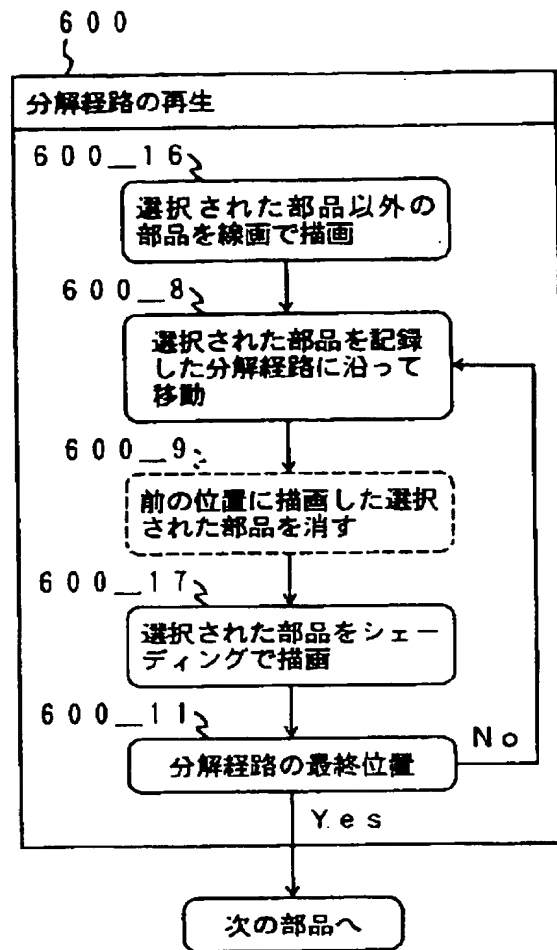 600
分解経路の再生
600_16
選択された部品以外の
部品を線画で描画
600_8
選択された部品を記録
した分解経路に沿って
移動
600_9
前の位置に描画した選択
された部品を消す
600_17
選択された部品をシェー
ディングで描画
600_11
分解経路の最終位置
No
Yes
次の部品へ